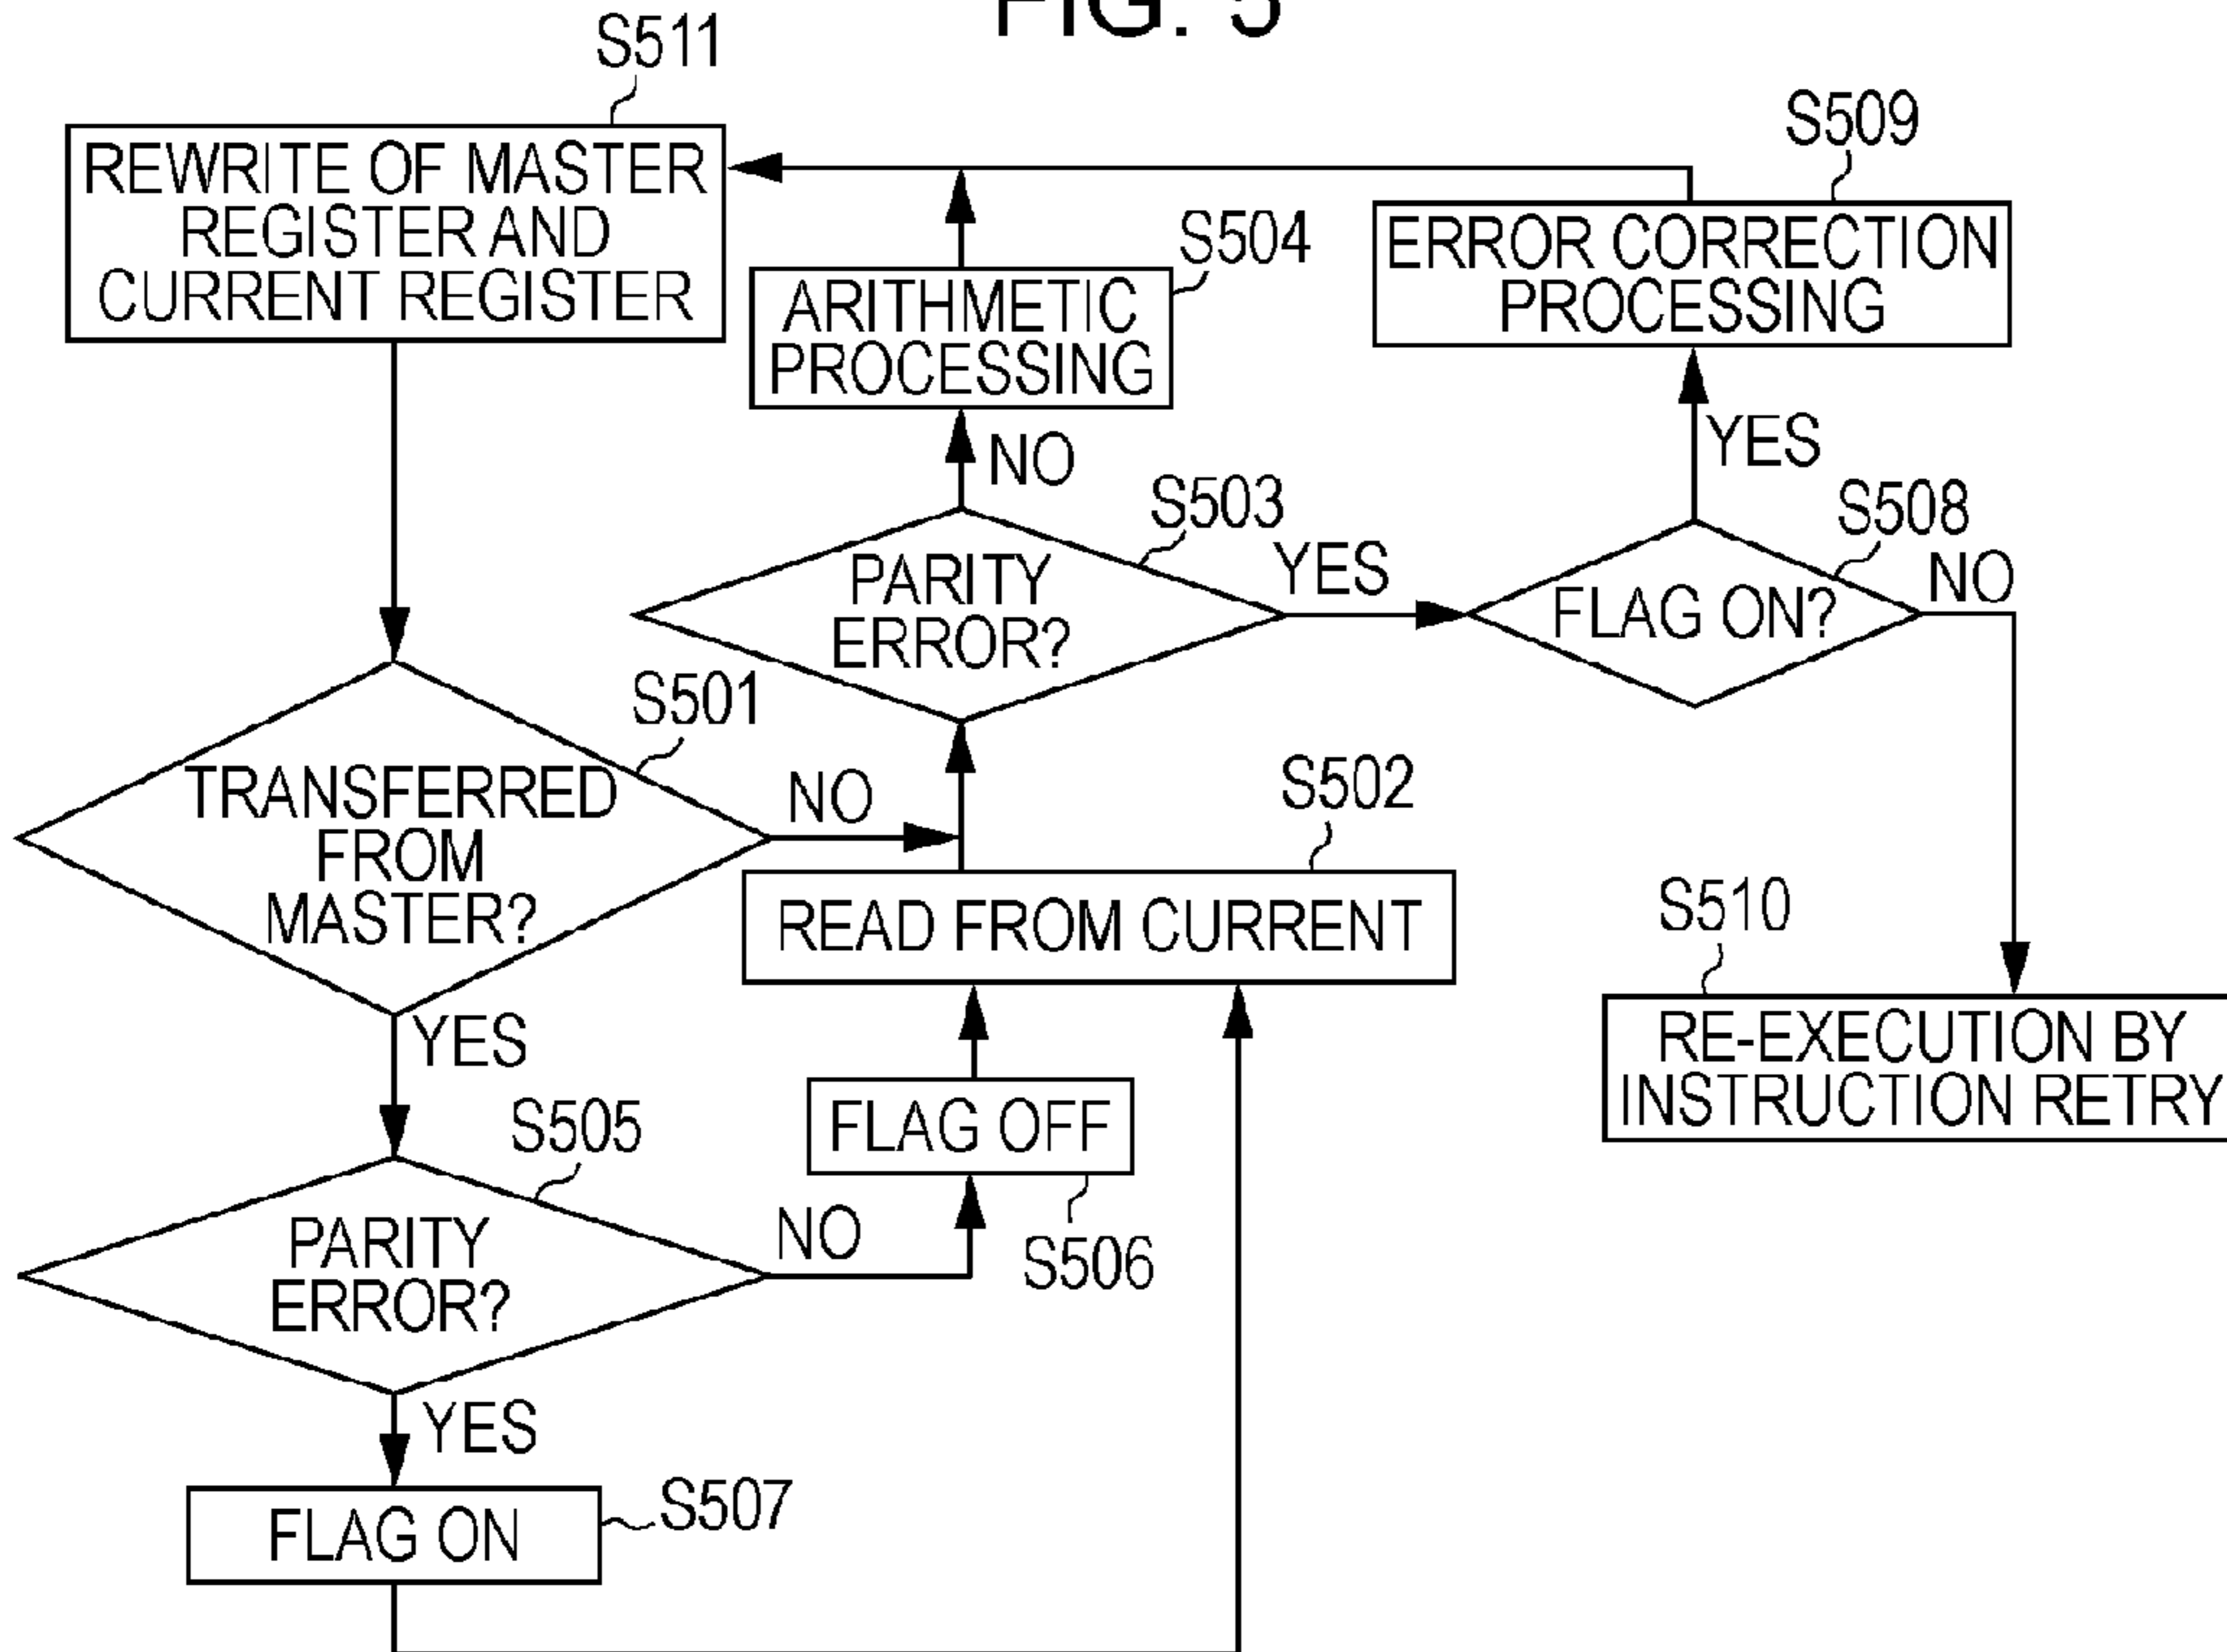 FIG. 5
S511
REWRITE OF MASTER
REGISTER AND
CURRENT REGISTER
S509
ERROR CORRECTION
PROCESSING
S504
ARITHMETIC
PROCESSING
NO
YES
S503
PARITY
ERROR?
YES
S508
FLAG ON?
NO
S501
TRANSFERRED
FROM
MASTER?
NO
YES
S502
READ FROM CURRENT
S510
RE-EXECUTION BY
INSTRUCTION RETRY
FLAG OFF
S506
S505
PARITY
ERROR?
NO
YES
FLAG ON
S507